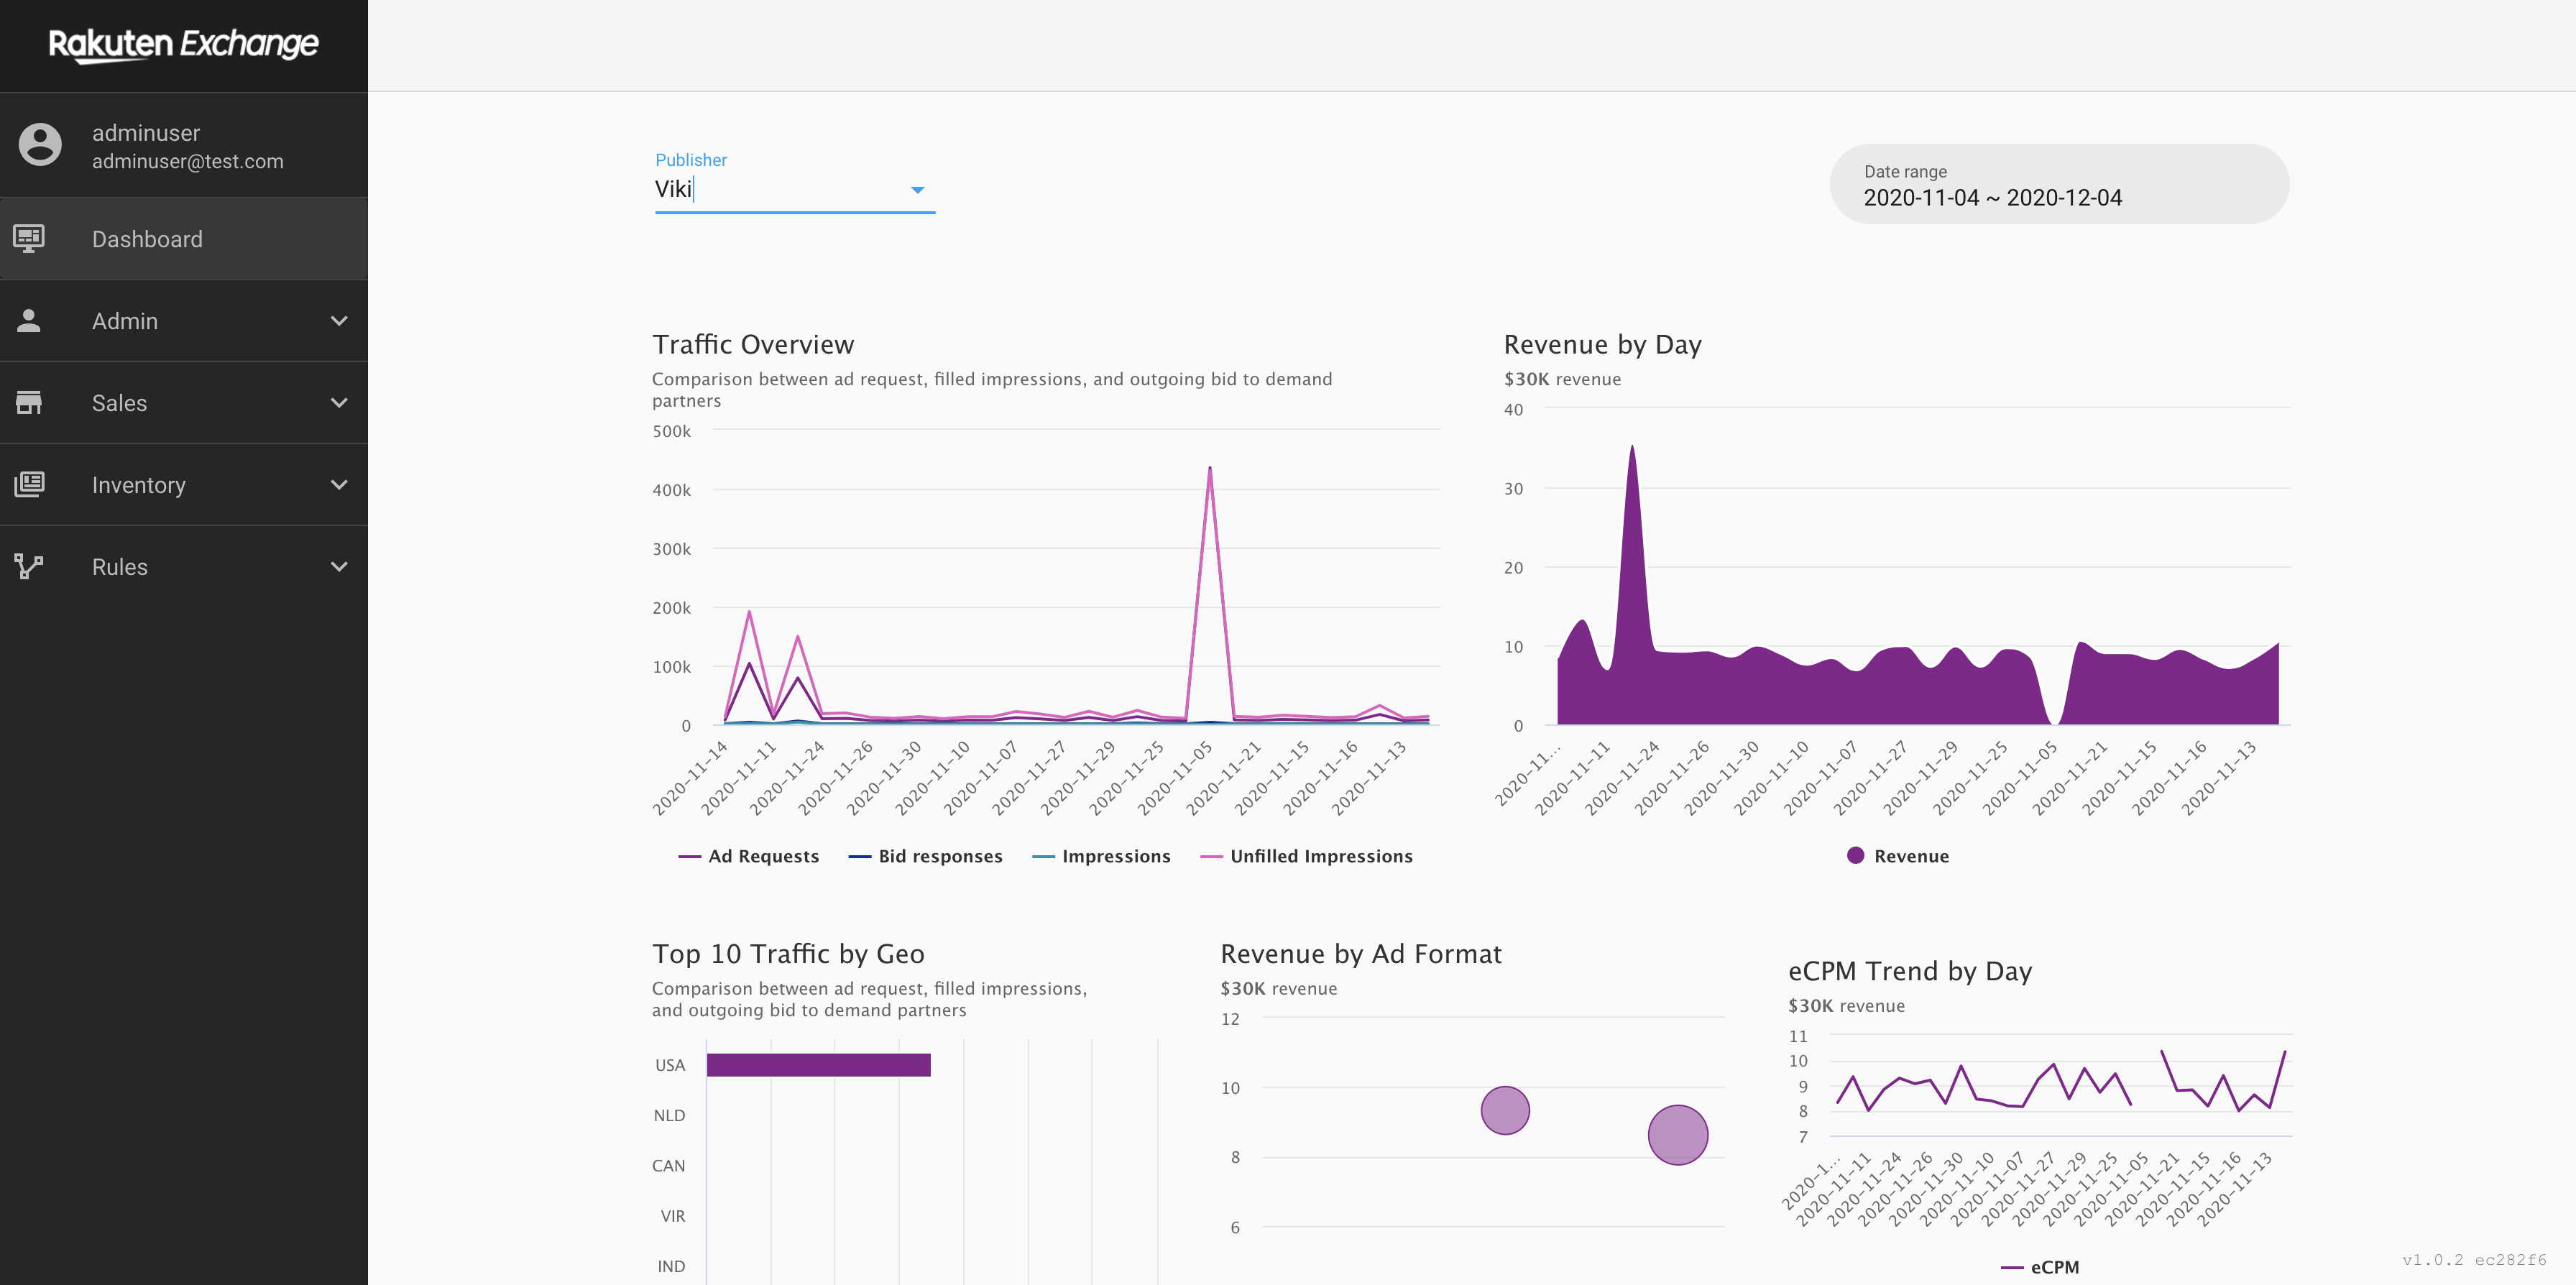 Rakuten Exchange
adminuser
adminuser@test.com
Dashboard
Admin
Sales
Inventory
Rules
Publisher
Viki
Date range
2020-11-04 ~ 2020-12-04
Traffic Overview
Comparison between ad request, filled impressions, and outgoing bid to demand
partners
500k
400k
300k
200k
100k
0
2020-11-14
2020-11-11
2020-11-24
2020-11-26
2020-11-30
2020-11-10
2020-11-07
2020-11-27
2020-11-29
2020-11-25
2020-11-05
2020-11-21
2020-11-15
2020-11-16
2020-11-13
Ad Requests
Bid responses
Impressions
Unfilled Impressions
Revenue by Day
$30K revenue
40
30
20
10
0
2020-11...
2020-11-11
2020-11-24
2020-11-26
2020-11-30
2020-11-10
2020-11-07
2020-11-27
2020-11-29
2020-11-25
2020-11-05
2020-11-21
2020-11-15
2020-11-16
2020-11-13
Revenue
Top 10 Traffic by Geo
Comparison between ad request, filled impressions,
and outgoing bid to demand partners
USA
NLD
CAN
VIR
IND
Revenue by Ad Format
$30K revenue
12
10
8
6
eCPM Trend by Day
$30K revenue
11
10
9
8
7
2020-1...
2020-11-11
2020-11-24
2020-11-26
2020-11-30
2020-11-10
2020-11-07
2020-11-27
2020-11-29
2020-11-25
2020-11-05
2020-11-21
2020-11-15
2020-11-16
2020-11-13
eCPM
v1.0.2 ec282f6